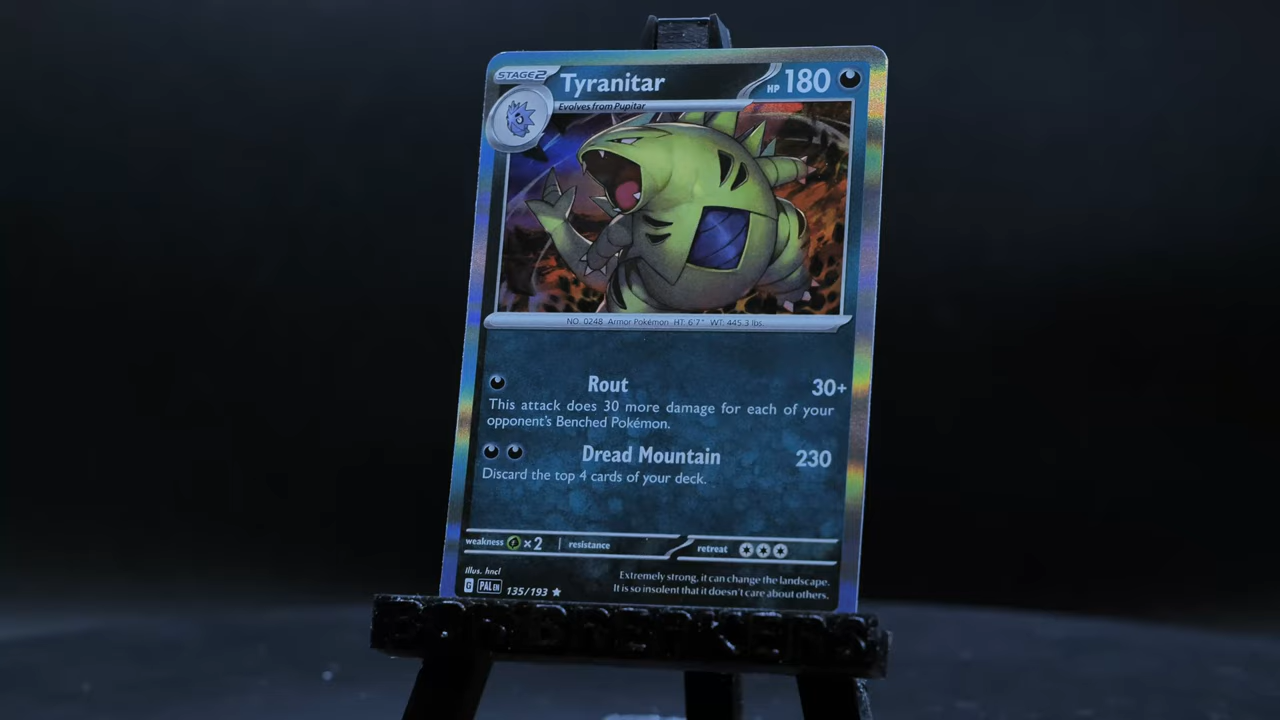 STAGE2 Tyranitar HP 180
Evolves from Pupitar
NO. 0248 Armor Pokémon HT: 6'7" WT: 445.3 lbs.
Rout 30+
This attack does 30 more damage for each of your
opponent's Benched Pokémon.
Dread Mountain 230
Discard the top 4 cards of your deck.
weakness ×2 resistance retreat
Illus. hncl
Extremely strong, it can change the landscape.
G PAL EN 135/193 ★
It is so insolent that it doesn't care about others.